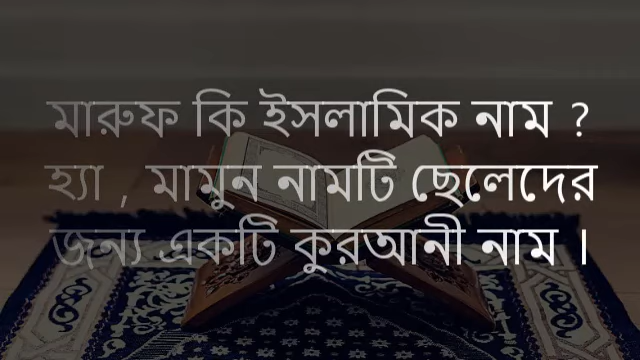 মারুফ কি ইসলামিক নাম ?
হ্যা , মামুন নামটি ছেলেদের
জন্য একটি কুরআনী নাম ।